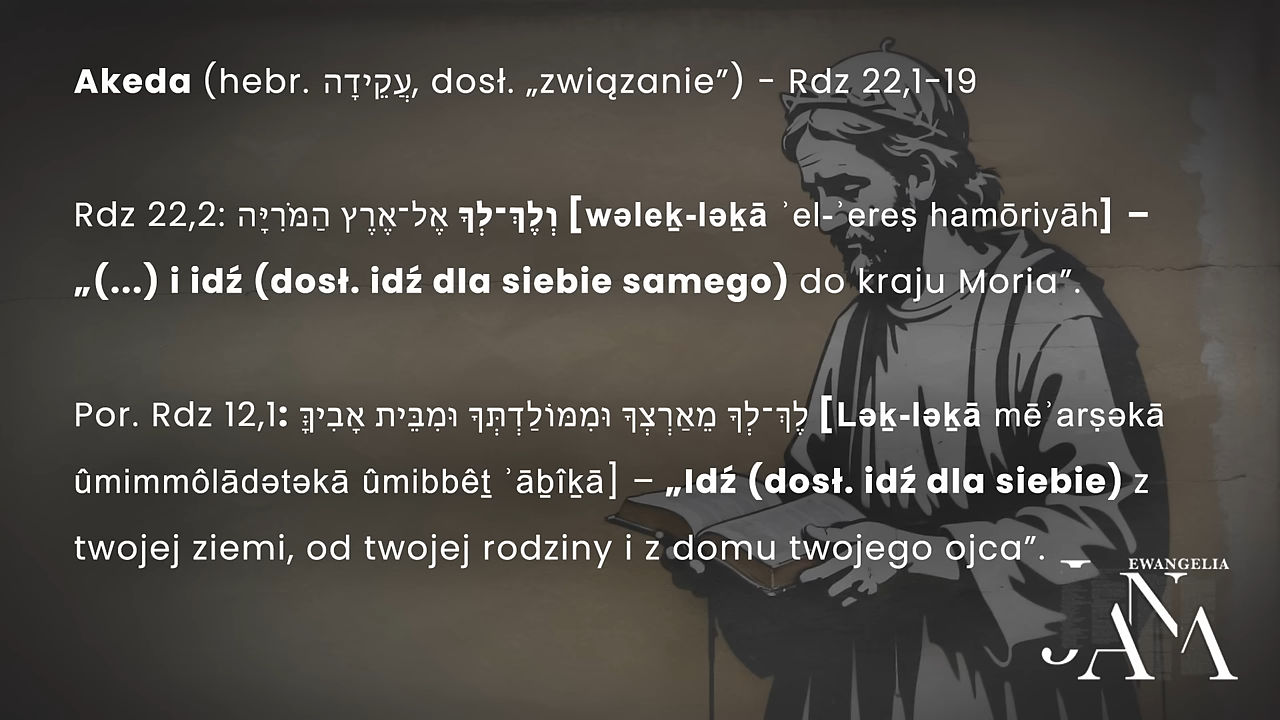 Akeda (hebr. עֲקֵידָה, dosł. „związanie”) - Rdz 22,1-19
Rdz 22,2: וְלֶךְ־לְךָ אֶל־אֶרֶץ הַמֹּרִיָּה [wəleḵ-ləḵā ʾel-ʾereṣ hamōriyāh] –
„(...) i idź (dosł. idź dla siebie samego) do kraju Moria”.
Por. Rdz 12,1: לֶךְ־לְךָ מֵאַרְצְךָ וּמִמּוֹלַדְתְּךָ וּמִבֵּית אָבִיךָ [Ləḵ-ləḵā mēʾarṣəkā
ûmimmôlādətəkā ûmibbêṯ ʾāḇîḵā] – „Idź (dosł. idź dla siebie) z
twojej ziemi, od twojej rodziny i z domu twojego ojca”.
EWANGELIA
JANA